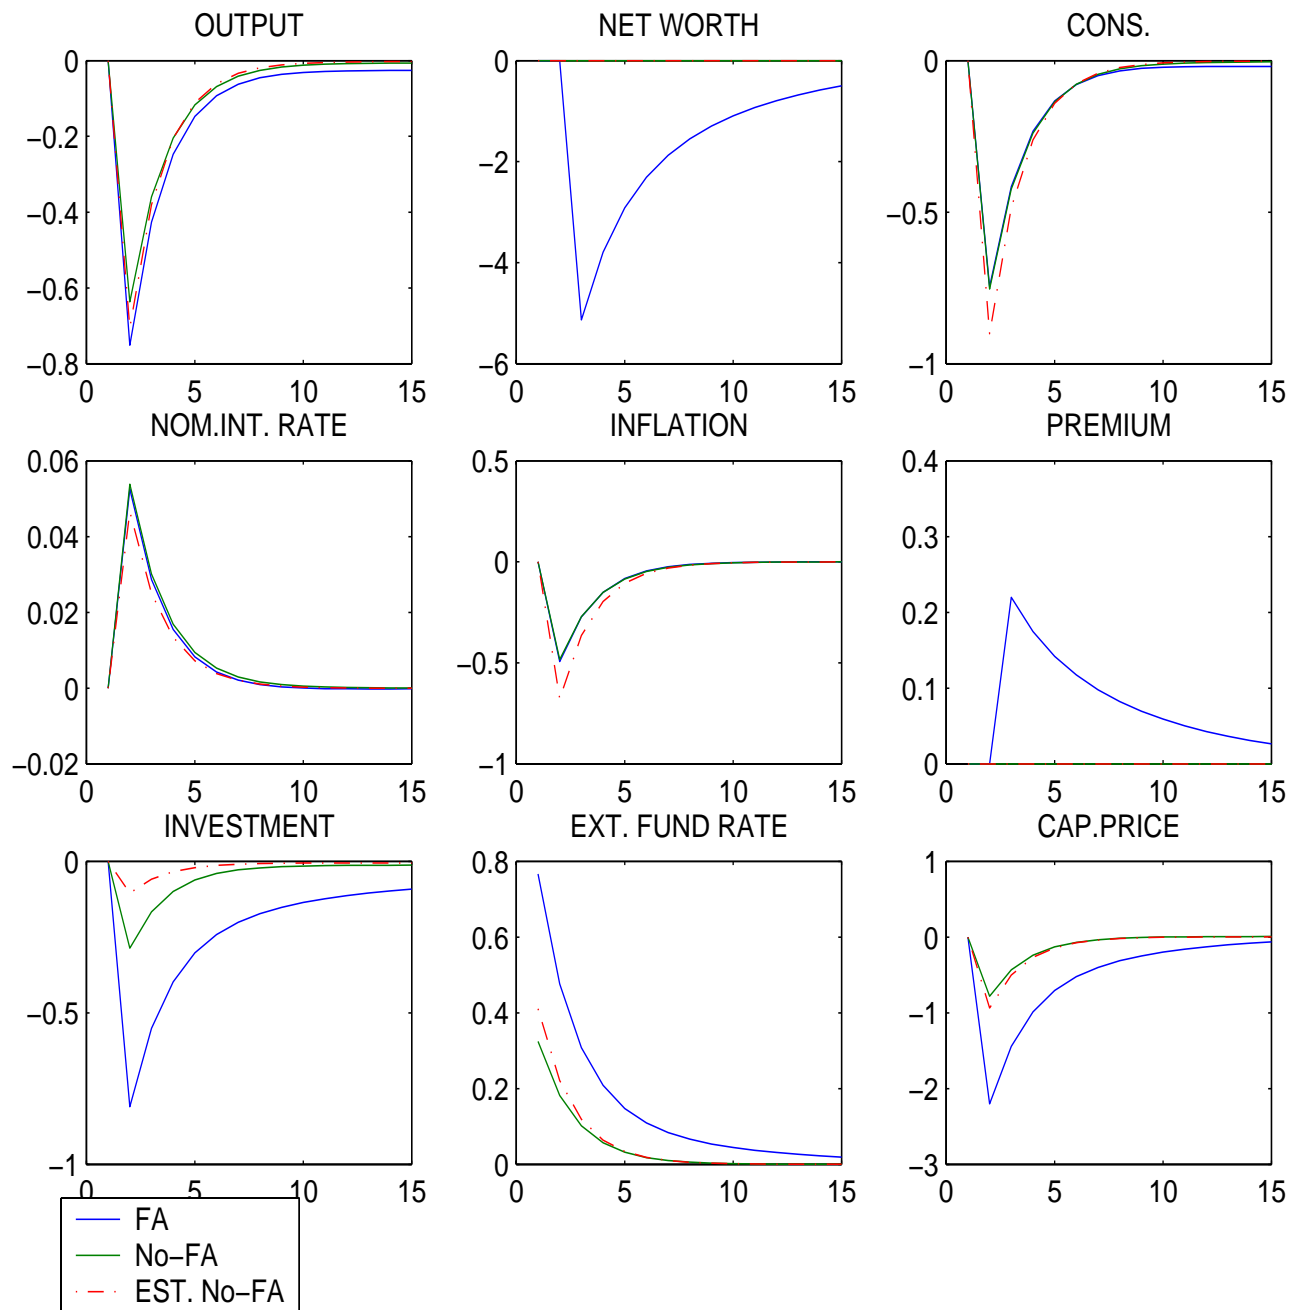 OUTPUT NET WORTH CONS.
0 0 0
−0.2
−2
−0.4 −0.5
−4
−0.6
−0.8 −6 −1
0 5 10 15 0 5 10 15 0 5 10 15
NOM.INT. RATE INFLATION PREMIUM
0.06 0.5 0.4
0.04 0.3
0
0.02 0.2
−0.5
0 0.1
−0.02 −1 0
0 5 10 15 0 5 10 15 0 5 10 15
INVESTMENT EXT. FUND RATE CAP.PRICE
0 0.8 1
0.6 0
−0.5 0.4 −1
0.2 −2
−1 0 −3
0 5 10 15 0 5 10 15 0 5 10 15
FA
No−FA
EST. No−FA